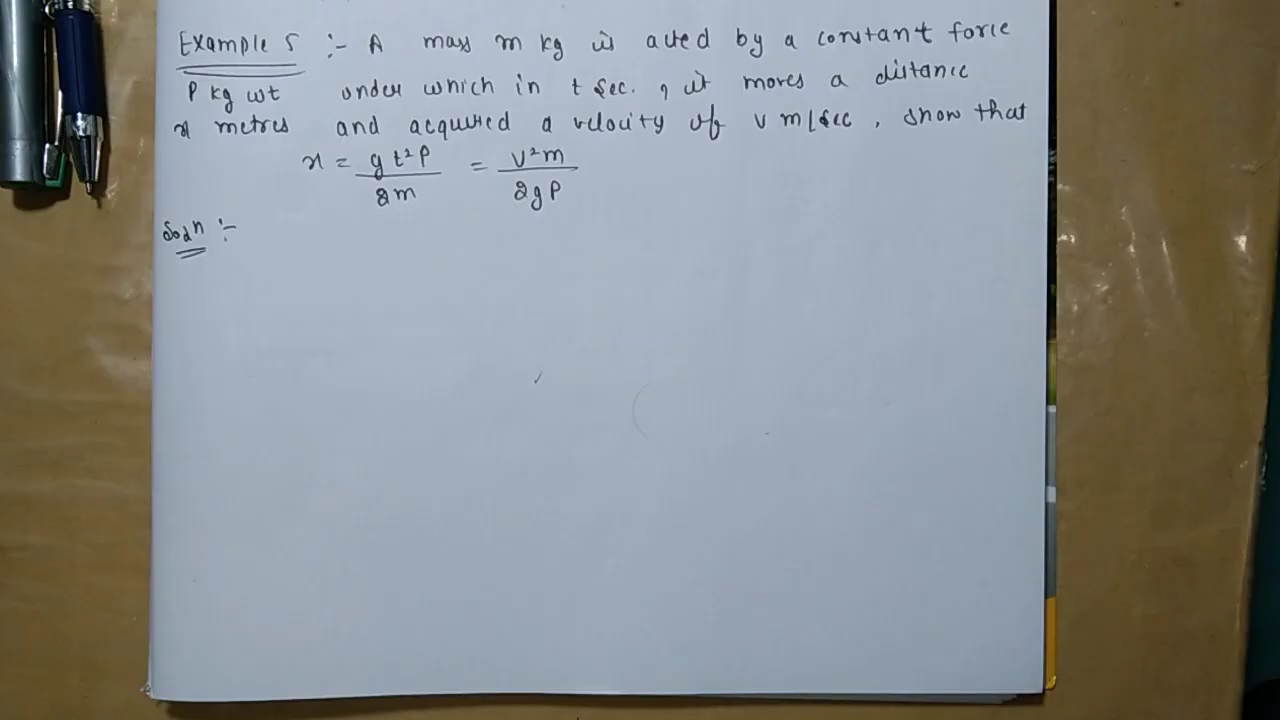 Example 5 :- A mass m kg is acted by a constant force
P kg wt under which in t sec. , it moves a distance
x metres and acquired a velocity of v m/sec , show that
x = gt²P/2m = v²m/2gP
Solⁿ :-